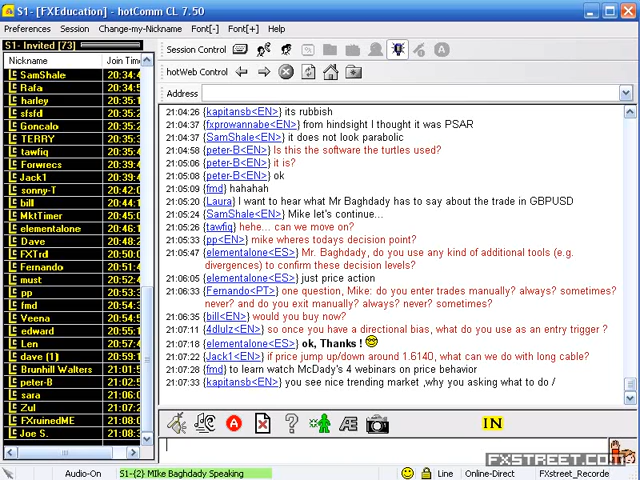 S1- [FXEducation] - hotComm CL 7.50
Preferences Session Change-my-Nickname Font[-] Font[+] Help
S1- Invited [73]
Session Control
Nickname Join Time
hotWeb Control
Address
SamShale 20:34:4
Rafa 20:34:
harley 20:35:
sfsfd 20:35:
Goncalo 20:35:
TERRY 20:35:
tawfiq 20:36:
Forwrecs 20:37:
Jack1 20:37:
sonny-T 20:42:
bill 20:44:
MktTimer 20:45:
elementalone 20:46:
Dave 20:48:
FXTrd 20:50:
Fernando 20:51:
must 20:52:
pp 20:53:
fmd 20:53:
Veena 20:54:
edward 20:55:
Len 20:57:
dave (1) 20:59:
Brunhill Walters 21:00:
peter-B 21:02:
sara 21:06:
Zul 21:07:
FXruinedME 21:08:
Joe S. 21:08:
21:04:26 {kapitansb<EN>} its rubbish
21:04:37 {fxprowannabe<EN>} from hindsight I thought it was PSAR
21:04:37 {SamShale<EN>} it does not look parabolic
21:04:58 {peter-B<EN>} Is this the software the turtles used?
21:05:06 {peter-B<EN>} it is?
21:05:08 {peter-B<EN>} ok
21:05:09 {fmd} hahahah
21:05:20 {Laura} I want to hear what Mr Baghdady has to say about the trade in GBPUSD
21:05:24 {SamShale<EN>} Mike let's continue...
21:05:26 {tawfiq} hehe... can we move on?
21:05:33 {pp<EN>} mike wheres todays decision point?
21:05:47 {elementalone<ES>} Mr. Baghdady, do you use any kind of additional tools (e.g.
divergences) to confirm these decision levels?
21:06:05 {elementalone<ES>} just price action
21:06:33 {Fernando<PT>} one question, Mike: do you enter trades manually? always? sometimes?
never? and do you exit manually? always? never? sometimes?
21:06:35 {bill<EN>} would you buy now?
21:07:11 {4dlulz<EN>} so once you have a directional bias, what do you use as an entry trigger ?
21:07:18 {elementalone<ES>} ok, Thanks !
21:07:22 {Jack1<EN>} if price jump up/down around 1.6140, what can we do with long cable?
21:07:28 {fmd} to learn watch McDady's 4 webinars on price behavior
21:07:33 {kapitansb<EN>} you see nice trending market ,why you asking what to do /
IN
FXSTREET.COM
Audio-On S1-{2} MIke Baghdady Speaking Line Online-Direct FXstreet_Recorde